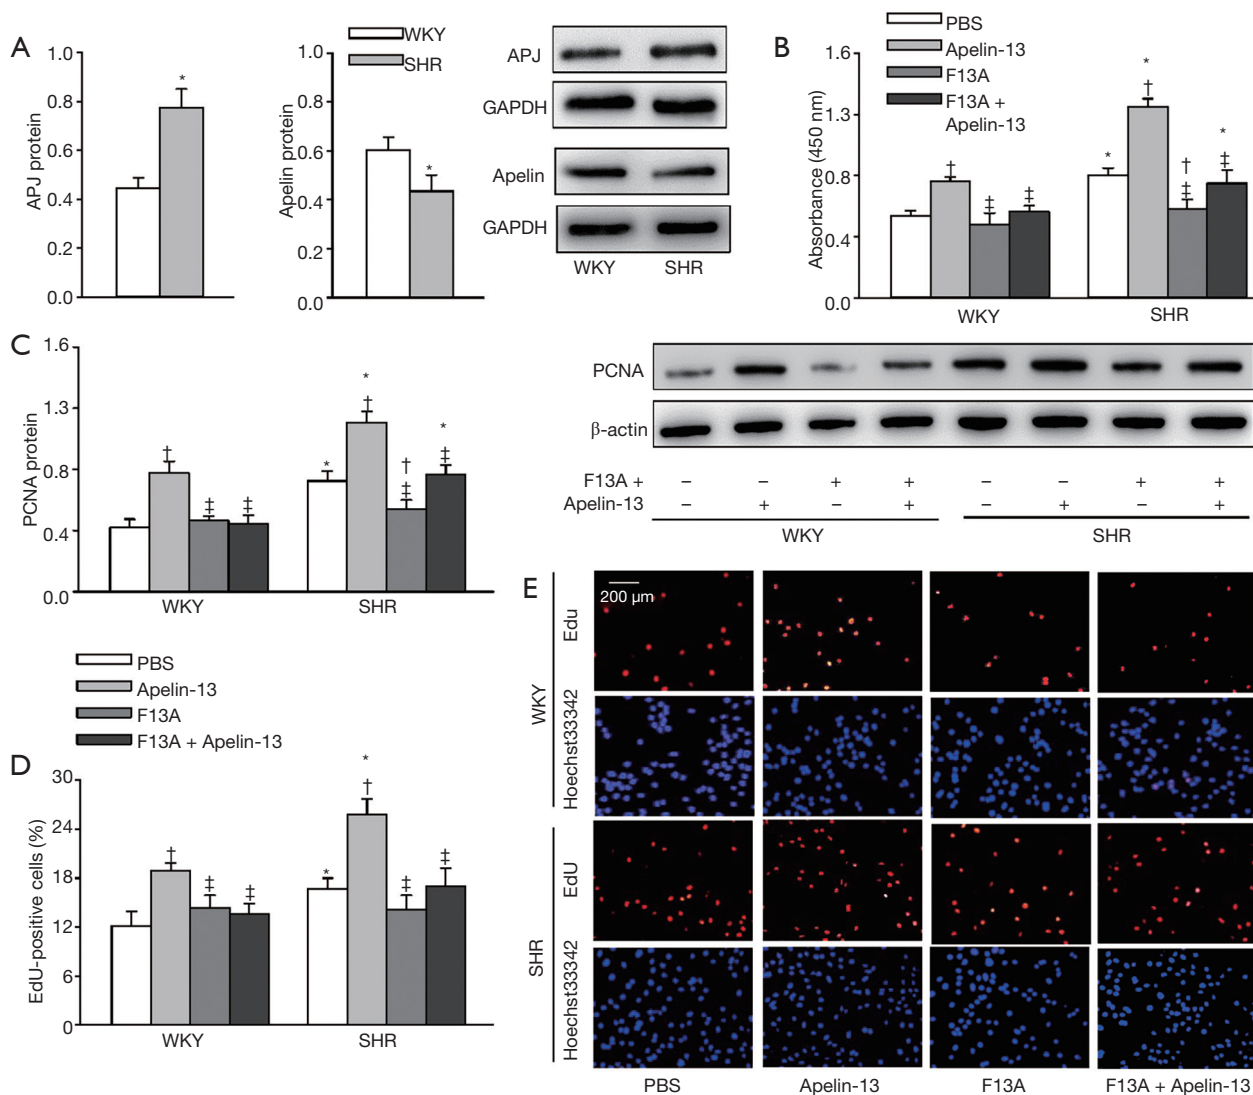 A
1.0
0.8
0.6
0.4
0.2
0.0
APJ protein
*
1.0
0.8
0.6
0.4
0.2
0.0
Apelin protein
WKY
SHR
*
APJ
GAPDH
Apelin
GAPDH
WKY SHR
B
PBS
Apelin-13
F13A
F13A +
Apelin-13
1.6
1.3
0.8
0.4
0.0
Absorbance (450 nm)
†
‡
‡
*
*
†
†
‡
*
‡
WKY SHR
C
1.6
1.3
0.8
0.4
0.0
PCNA protein
†
‡
‡
*
*
†
†
‡
*
‡
WKY SHR
PCNA
β-actin
F13A + – – + + – – + +
Apelin-13 – + – + – + – +
WKY SHR
PBS
Apelin-13
F13A
F13A + Apelin-13
D
30
24
18
12
6
0
EdU-positive cells (%)
†
‡
‡
*
*
†
‡
‡
WKY SHR
E
200 µm
WKY
Edu
Hoechst33342
SHR
EdU
Hoechst33342
PBS Apelin-13 F13A F13A + Apelin-13